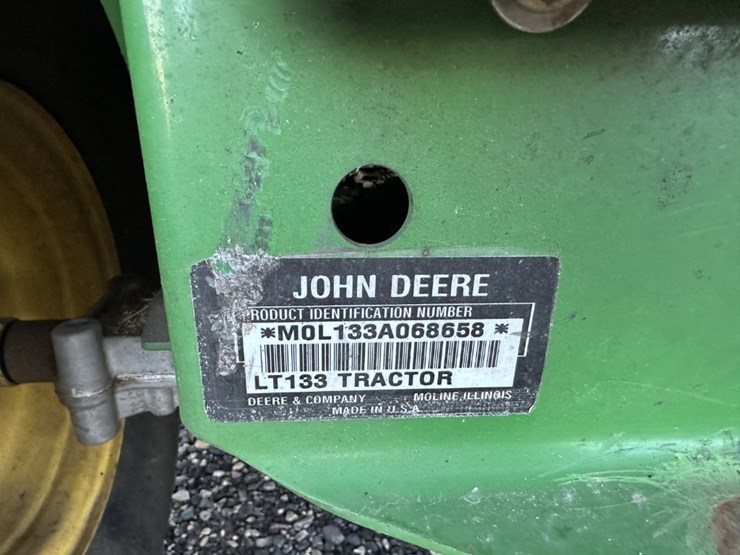 JOHN DEERE
PRODUCT IDENTIFICATION NUMBER
*M0L133A068658 *
LT133 TRACTOR
DEERE & COMPANY MOLINE, ILLINOIS
MADE IN U.S.A